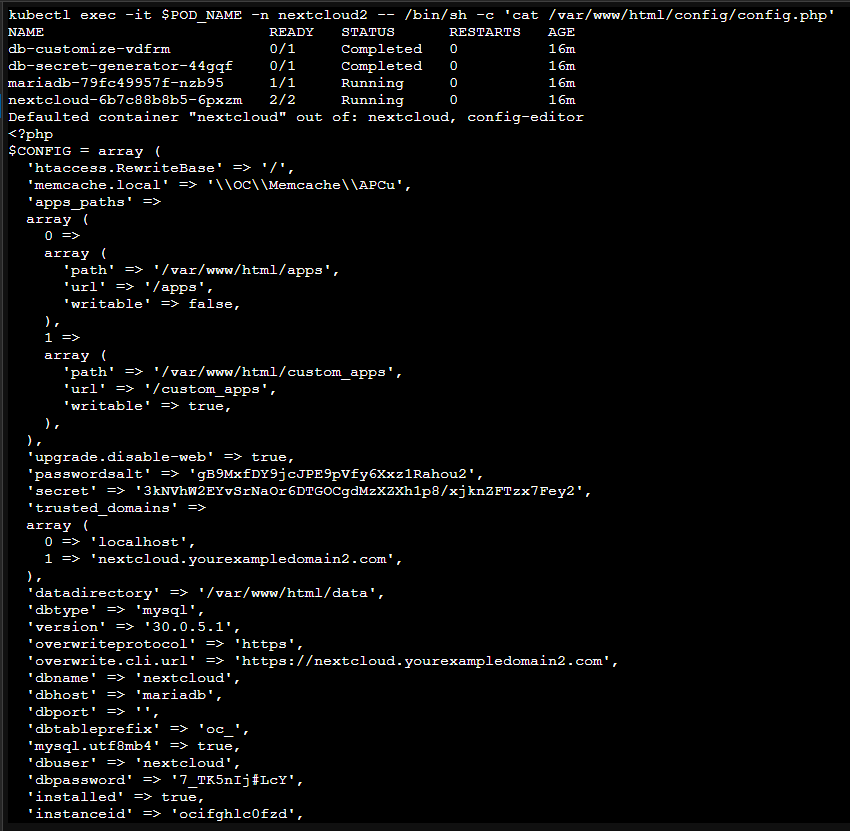 kubectl exec -it $POD_NAME -n nextcloud2 -- /bin/sh -c 'cat /var/www/html/config/config.php'
NAME                         READY   STATUS      RESTARTS   AGE
db-customize-vdfrm           0/1     Completed   0          16m
db-secret-generator-44gqf    0/1     Completed   0          16m
mariadb-79fc49957f-nzb95     1/1     Running     0          16m
nextcloud-6b7c88b8b5-6pxzm   2/2     Running     0          16m
Defaulted container "nextcloud" out of: nextcloud, config-editor
<?php
$CONFIG = array (
  'htaccess.RewriteBase' => '/',
  'memcache.local' => '\\OC\\Memcache\\APCu',
  'apps_paths' =>
  array (
    0 =>
    array (
      'path' => '/var/www/html/apps',
      'url' => '/apps',
      'writable' => false,
    ),
    1 =>
    array (
      'path' => '/var/www/html/custom_apps',
      'url' => '/custom_apps',
      'writable' => true,
    ),
  ),
  'upgrade.disable-web' => true,
  'passwordsalt' => 'gB9MxfDY9jcJPE9pVfy6Xxz1Rahou2',
  'secret' => '3kNVhW2EYvSrNaOr6DTGOCgdMzXZXh1p8/xjknZFTzx7Fey2',
  'trusted_domains' =>
  array (
    0 => 'localhost',
    1 => 'nextcloud.yourexampledomain2.com',
  ),
  'datadirectory' => '/var/www/html/data',
  'dbtype' => 'mysql',
  'version' => '30.0.5.1',
  'overwriteprotocol' => 'https',
  'overwrite.cli.url' => 'https://nextcloud.yourexampledomain2.com',
  'dbname' => 'nextcloud',
  'dbhost' => 'mariadb',
  'dbport' => '',
  'dbtableprefix' => 'oc_',
  'mysql.utf8mb4' => true,
  'dbuser' => 'nextcloud',
  'dbpassword' => '7_TK5nIj#LcY',
  'installed' => true,
  'instanceid' => 'ocifghlc0fzd',